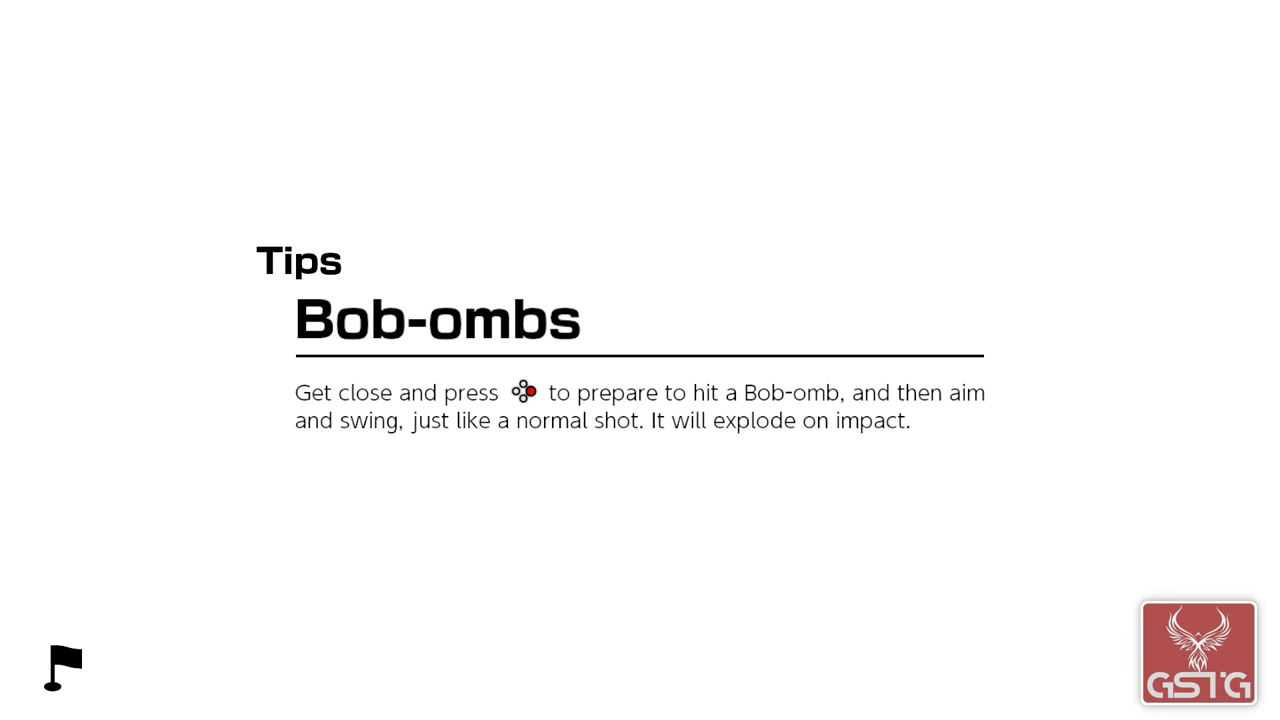 Tips
Bob-ombs
Get close and press to prepare to hit a Bob-omb, and then aim
and swing, just like a normal shot. It will explode on impact.
GSTG